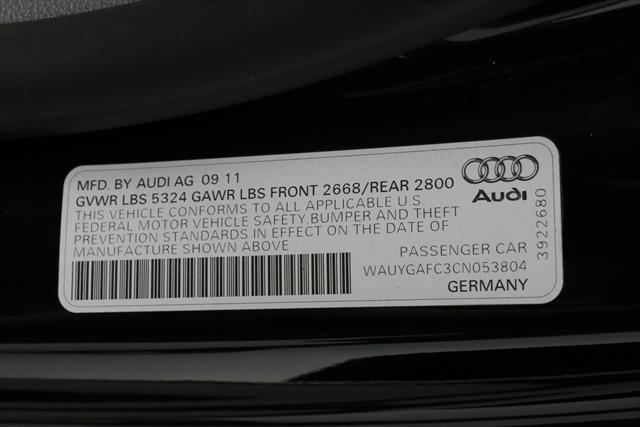 MFD. BY AUDI AG 09 11
GVWR LBS 5324 GAWR LBS FRONT 2668/REAR 2800
THIS VEHICLE CONFORMS TO ALL APPLICABLE U.S
FEDERAL MOTOR VEHICLE SAFETY,BUMPER AND THEFT
PREVENTION STANDARDS IN EFFECT ON THE DATE OF
MANUFACTURE SHOWN ABOVE
Audi
3922680
PASSENGER CAR
WAUYGAFC3CN053804
GERMANY